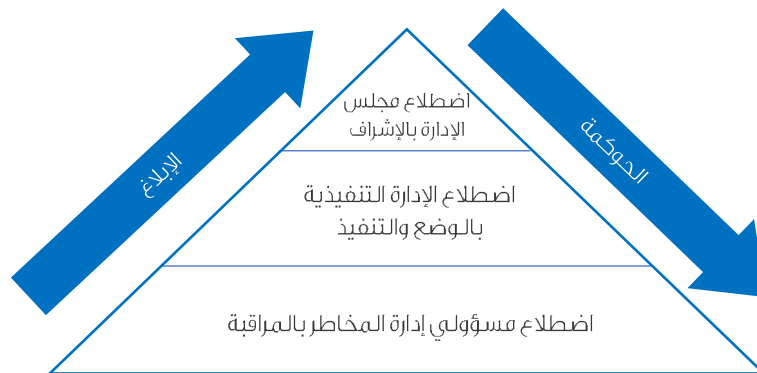 اضطلاع مجلس
الإدارة بالإشراف
الحوكمة
الإبلاغ
اضطلاع الإدارة التنفيذية
بالوضع والتنفيذ
اضطلاع مسؤولي إدارة المخاطر بالمراقبة